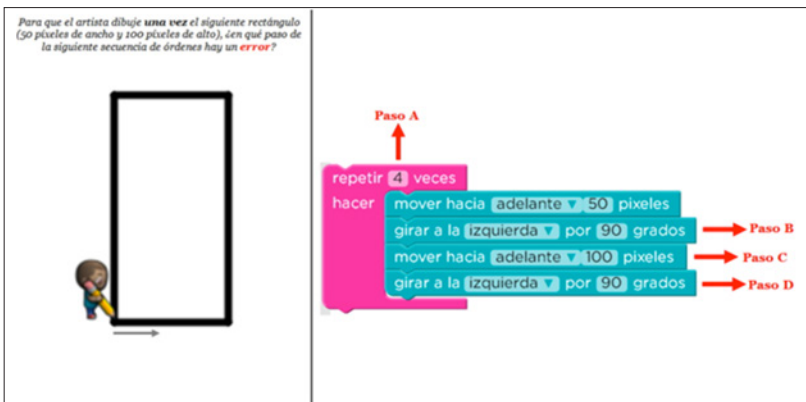 Para que el artista dibuje una vez el siguiente rectángulo
(50 píxeles de ancho y 100 píxeles de alto), ¿en qué paso de
la siguiente secuencia de órdenes hay un error?
Paso A
repetir 4 veces
hacer mover hacia adelante 50 pixeles
girar a la izquierda por 90 grados Paso B
mover hacia adelante 100 pixeles Paso C
girar a la izquierda por 90 grados Paso D